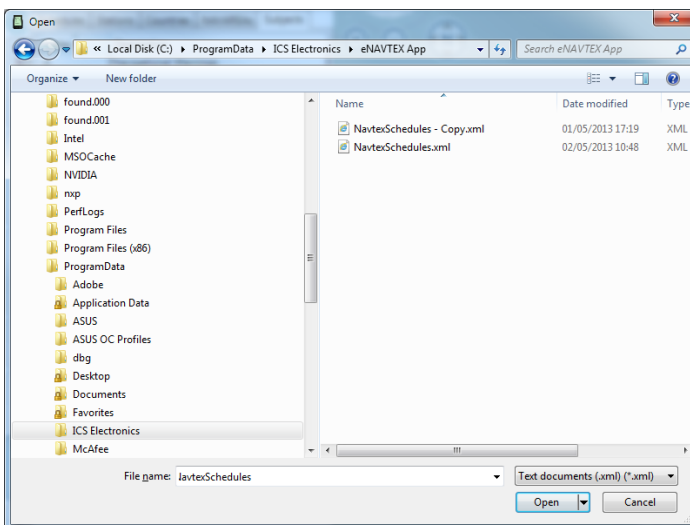 Open
« Local Disk (C:) ▸ ProgramData ▸ ICS Electronics ▸ eNAVTEX App
Search eNAVTEX App
Organize
New folder
found.000
found.001
Intel
MSOCache
NVIDIA
nxp
PerfLogs
Program Files
Program Files (x86)
ProgramData
Adobe
Application Data
ASUS
ASUS OC Profiles
dbg
Desktop
Documents
Favorites
ICS Electronics
McAfee
Name Date modified Type
NavtexSchedules - Copy.xml 01/05/2013 17:19 XML
NavtexSchedules.xml 02/05/2013 10:48 XML
File name: NavtexSchedules
Text documents (.xml) (*.xml)
Open Cancel